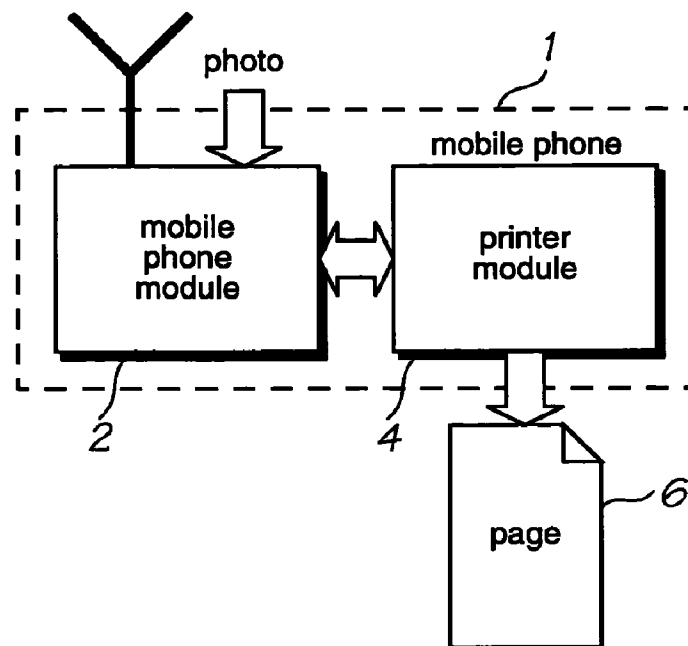 1
photo
mobile phone
mobile
phone
module
printer
module
2
4
page
6